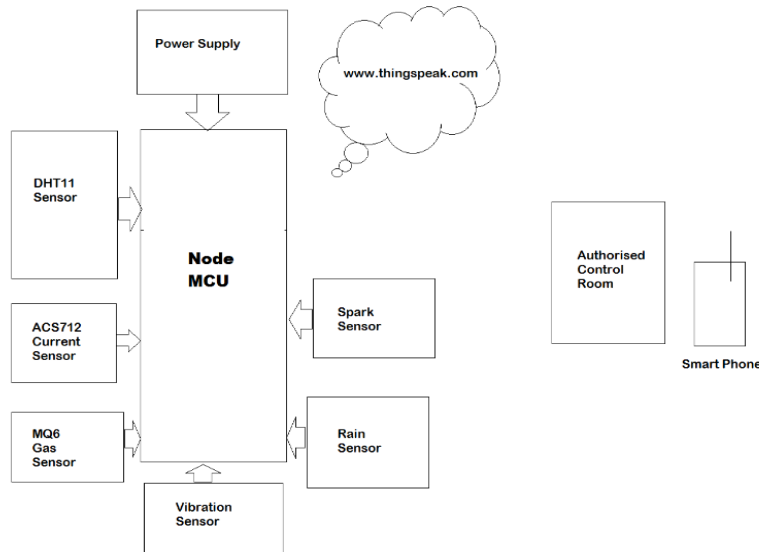 Power Supply
www.thingspeak.com
DHT11
Sensor
Node
MCU
Authorised
Control
Room
Spark
Sensor
ACS712
Current
Sensor
Smart Phone
MQ6
Gas
Sensor
Rain
Sensor
Vibration
Sensor